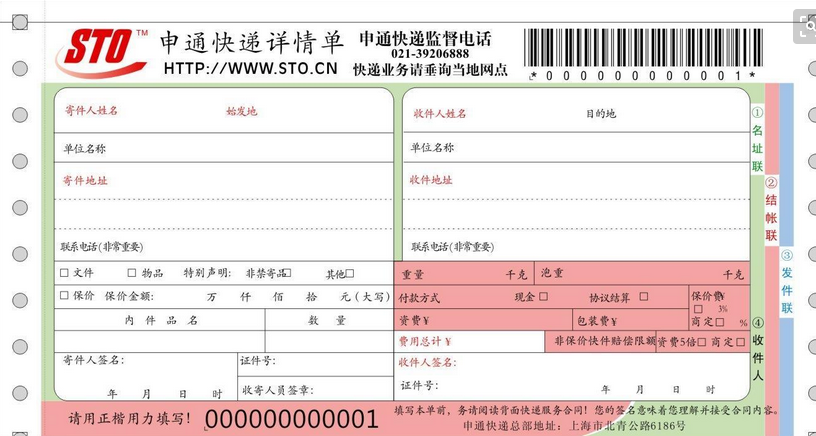 STO™ 申通快递详情单 申通快递监督电话
021-39206888
HTTP://WWW.STO.CN 快递业务请垂询当地网点
*000000000001*
寄件人姓名 始发地 收件人姓名 目的地
单位名称 单位名称
寄件地址 收件地址
联系电话(非常重要) 联系电话(非常重要)
□ 文件 □ 物品 特别声明: 非禁寄品□ 其他□ 重量 千克 泡重 千克
□ 保价 保价金额: 万 仟 佰 拾 元(大写) 付款方式 现金 □ 协议结算 □ 保价费¥
□ 3%
内 件 品 名 数 量 资费¥ 包装费¥ 商定□ %
费用总计¥ 非保价快件赔偿限额 资费5倍□ 商定□
寄件人签名: 证件号: 收件人签名:
年 月 日 时 收寄人员签章: 证件号: 年 月 日 时
①名址联
②结帐联
③发件联
④收件人
请用正楷用力填写! 000000000001 填写本单前,务请阅读背面快递服务合同!您的签名意味着您理解并接受合同内容。
申通快递总部地址:上海市北青公路6186号